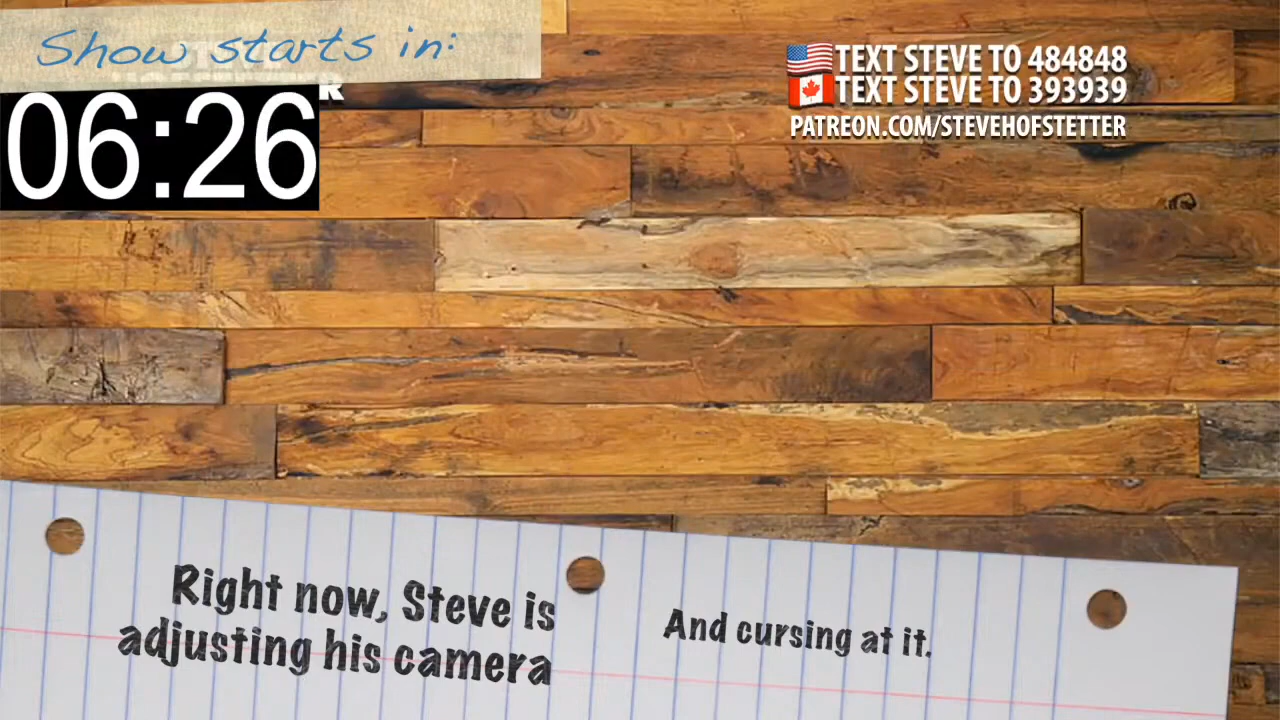 Show starts in:
06:26
TEXT STEVE TO 484848
TEXT STEVE TO 393939
PATREON.COM/STEVEHOFSTETTER
Right now, Steve is
adjusting his camera
And cursing at it.